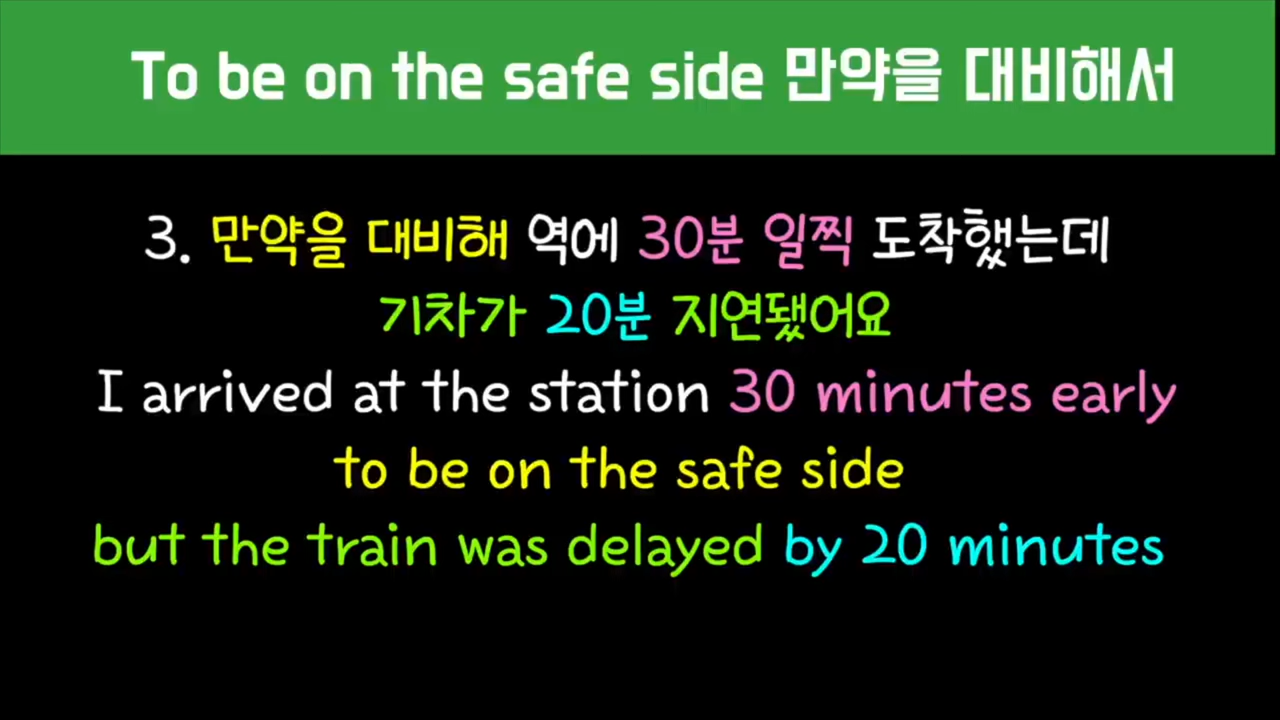 To be on the safe side 만약을 대비해서
3. 만약을 대비해 역에 30분 일찍 도착했는데
기차가 20분 지연됐어요
I arrived at the station 30 minutes early
to be on the safe side
but the train was delayed by 20 minutes